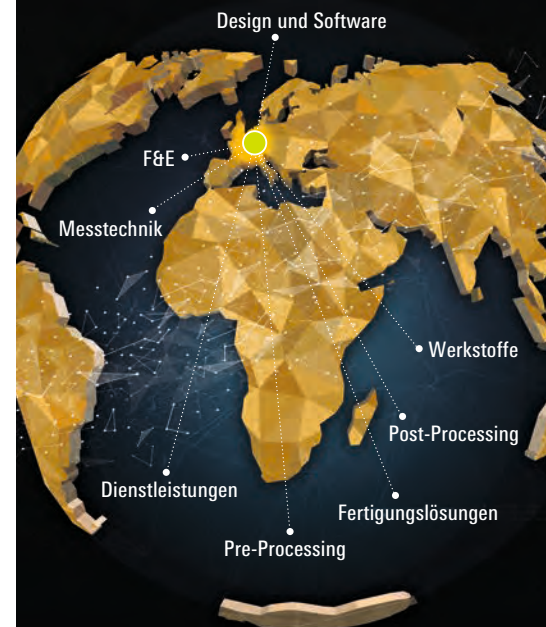 Design und Software
F&E
Messtechnik
Werkstoffe
Post-Processing
Dienstleistungen
Fertigungslösungen
Pre-Processing